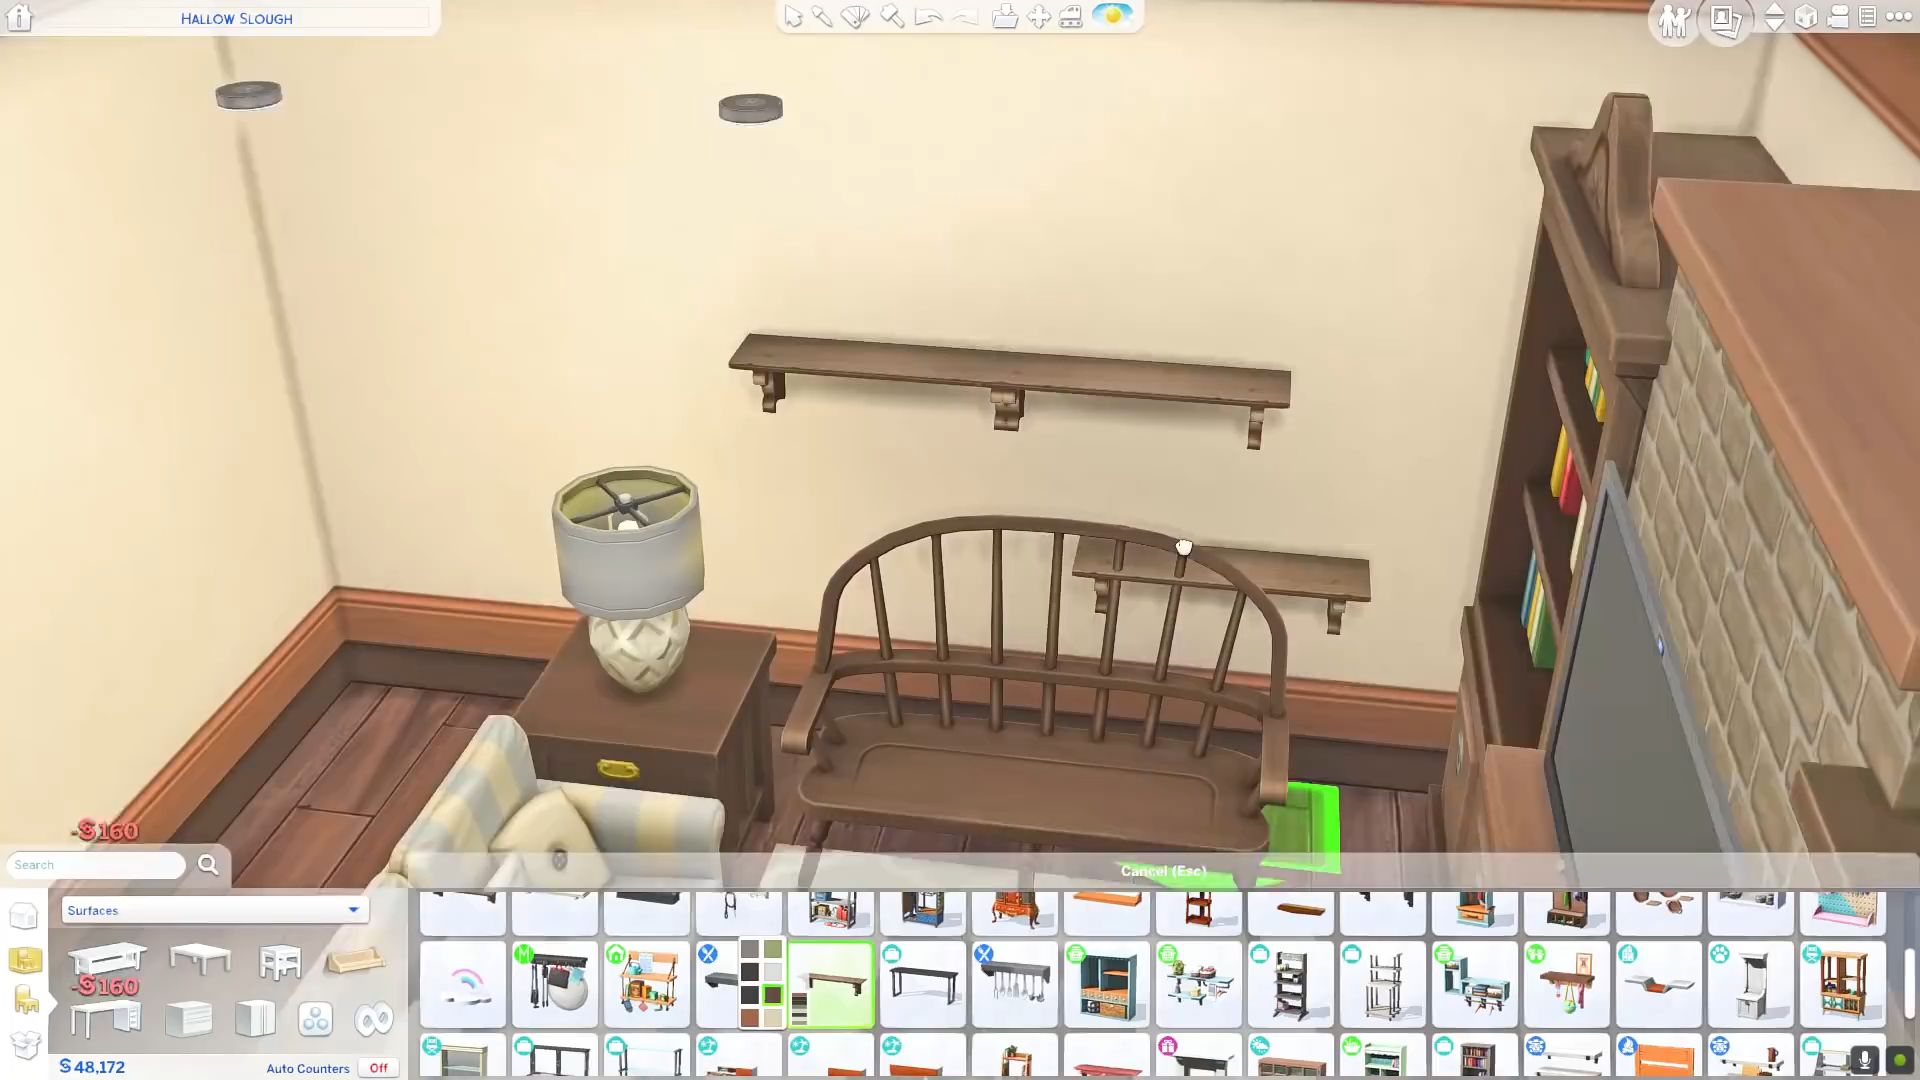 HALLOW SLOUGH
-§160
Search
Cancel (Esc)
Surfaces
-§160
§48,172
Auto Counters
Off